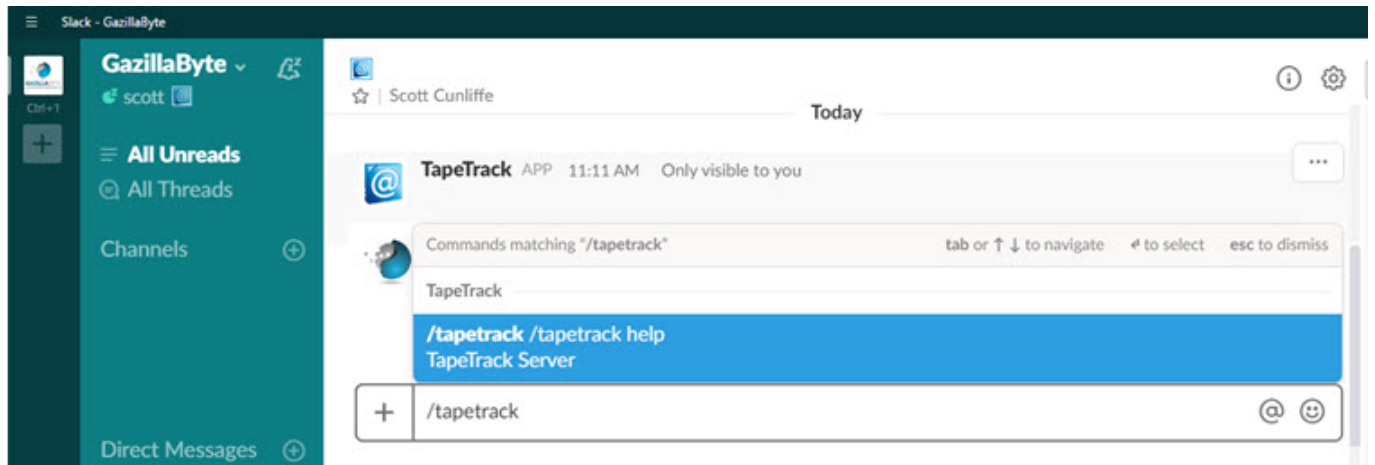 Slack - GazillaByte
Ctrl+1
GazillaByte
scott
All Unreads
All Threads
Channels
Direct Messages
Scott Cunliffe
Today
TapeTrack APP 11:11 AM Only visible to you
Commands matching "/tapetrack" tab or ↑ ↓ to navigate ↵ to select esc to dismiss
TapeTrack
/tapetrack /tapetrack help
TapeTrack Server
/tapetrack